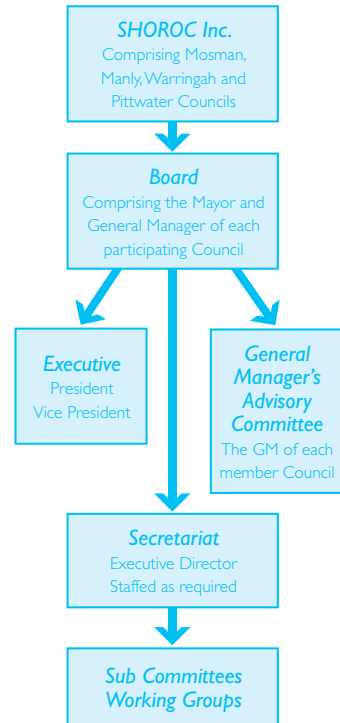 SHOROC Inc.
Comprising Mosman,
Manly, Warringah and
Pittwater Councils
Board
Comprising the Mayor and
General Manager of each
participating Council
Executive
President
Vice President
General
Manager's
Advisory
Committee
The GM of each
member Council
Secretariat
Executive Director
Staffed as required
Sub Committees
Working Groups